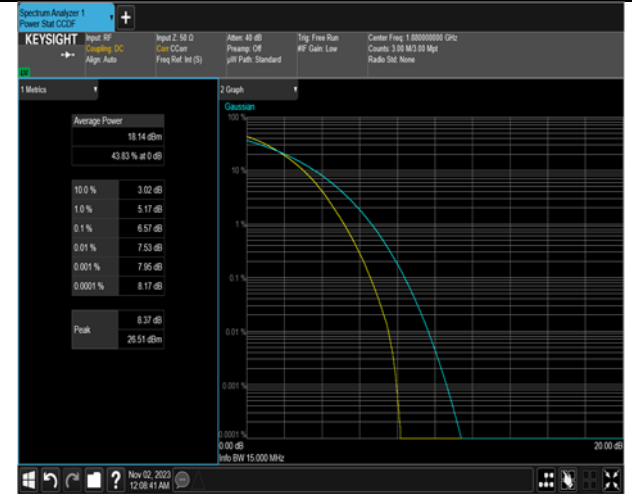 Spectrum Analyzer 1
Power Stat CCDF
+
KEYSIGHT
Input: RF
Coupling: DC
Align: Auto
Input Z: 50 Ω
Corr CCorr
Freq Ref: Int (S)
Atten: 40 dB
Preamp: Off
µW Path: Standard
Trig: Free Run
#IF Gain: Low
Center Freq: 1.880000000 GHz
Counts: 3.00 M/3.00 Mpt
Radio Std: None
1 Metrics
Average Power
18.14 dBm
43.83 % at 0 dB
10.0 % 3.02 dB
1.0 % 5.17 dB
0.1 % 6.57 dB
0.01 % 7.53 dB
0.001 % 7.95 dB
0.0001 % 8.17 dB
Peak
8.37 dB
26.51 dBm
2 Graph
Gaussian
100 %
10 %
1 %
0.1 %
0.01 %
0.001 %
0.0001 %
0.00 dB
20.00 dB
Info BW 15.000 MHz
?
Nov 02, 2023
12:08:41 AM